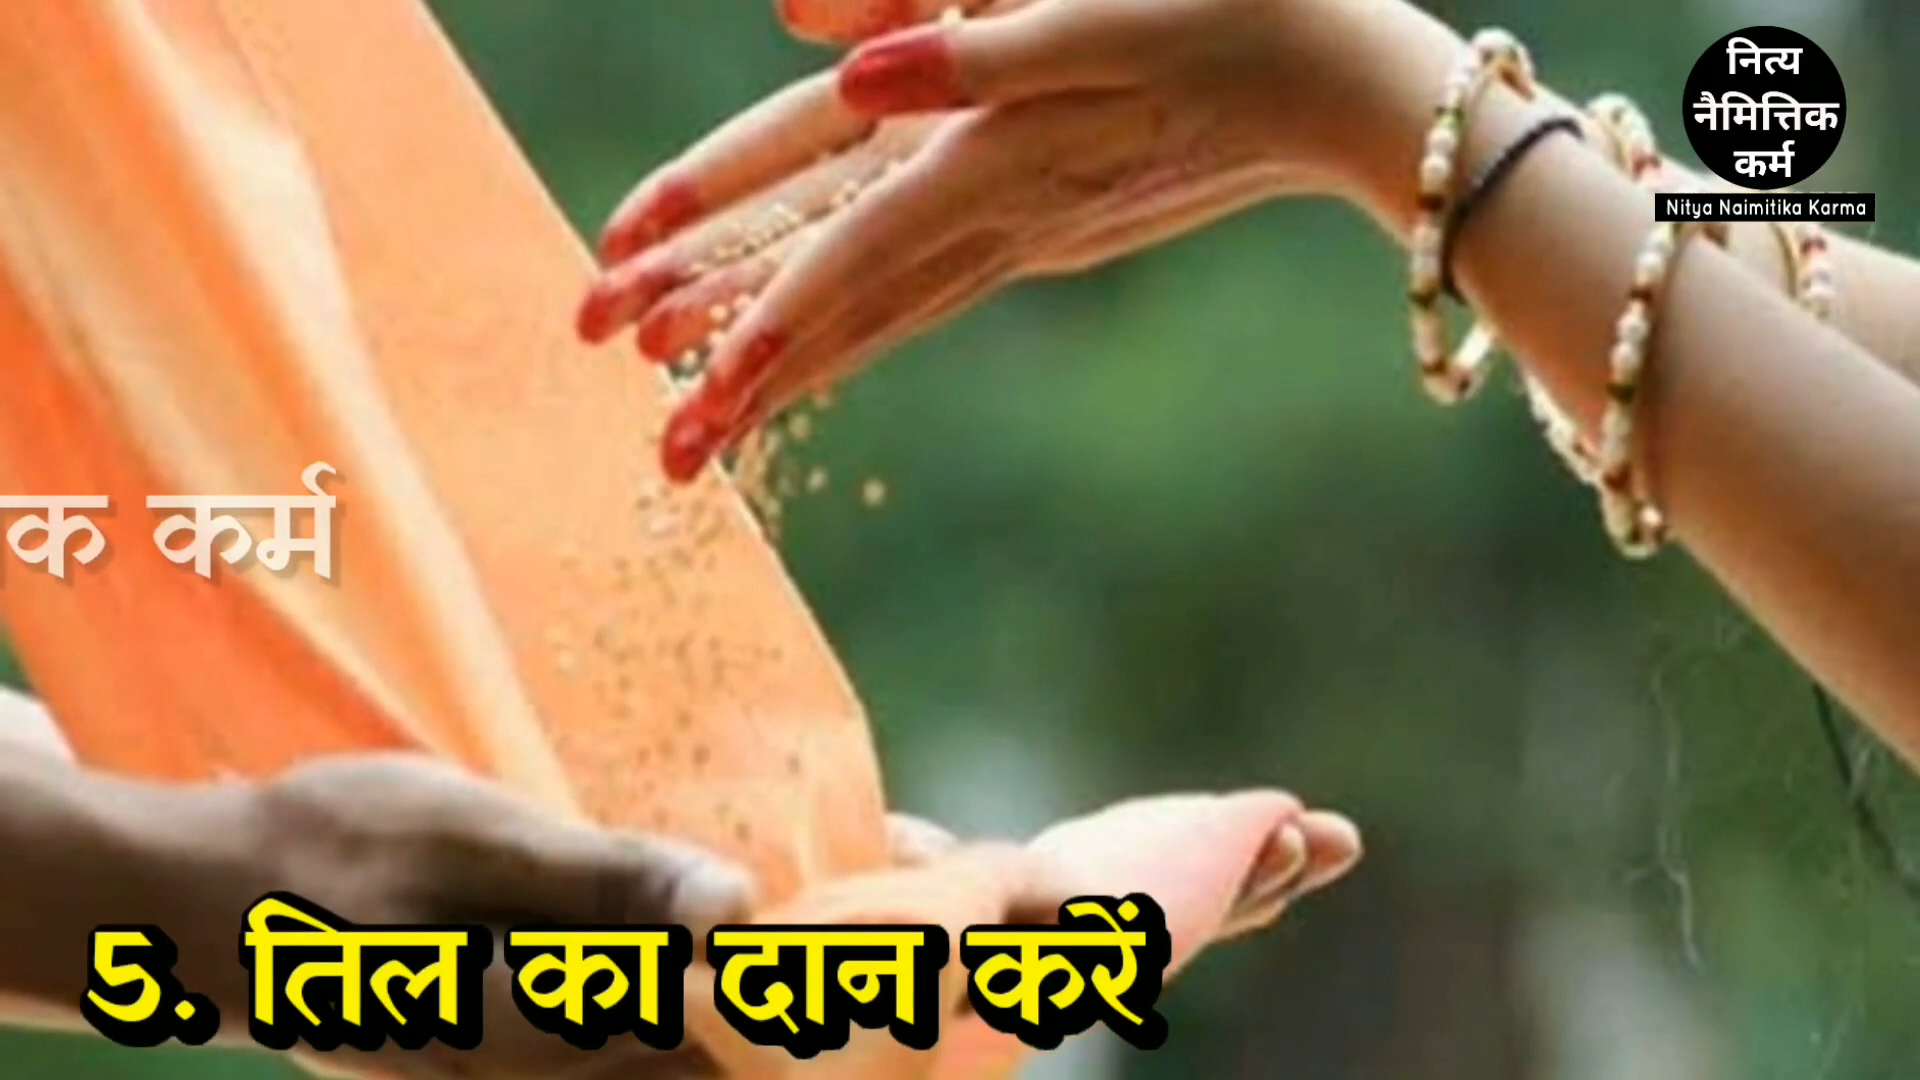 नित्य
नैमित्तिक
कर्म
Nitya Naimitika Karma
क कर्म
5. तिल का दान करें